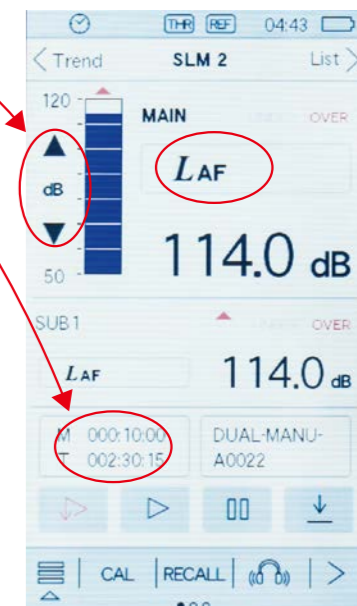 THR REF 04:43
Trend SLM 2 List
120
MAIN OVER
LAF
dB
114.0 dB
50
SUB 1 OVER
LAF 114.0 dB
M 000:10:00 DUAL-MANU-
T 002:30:15 A0022
CAL RECALL